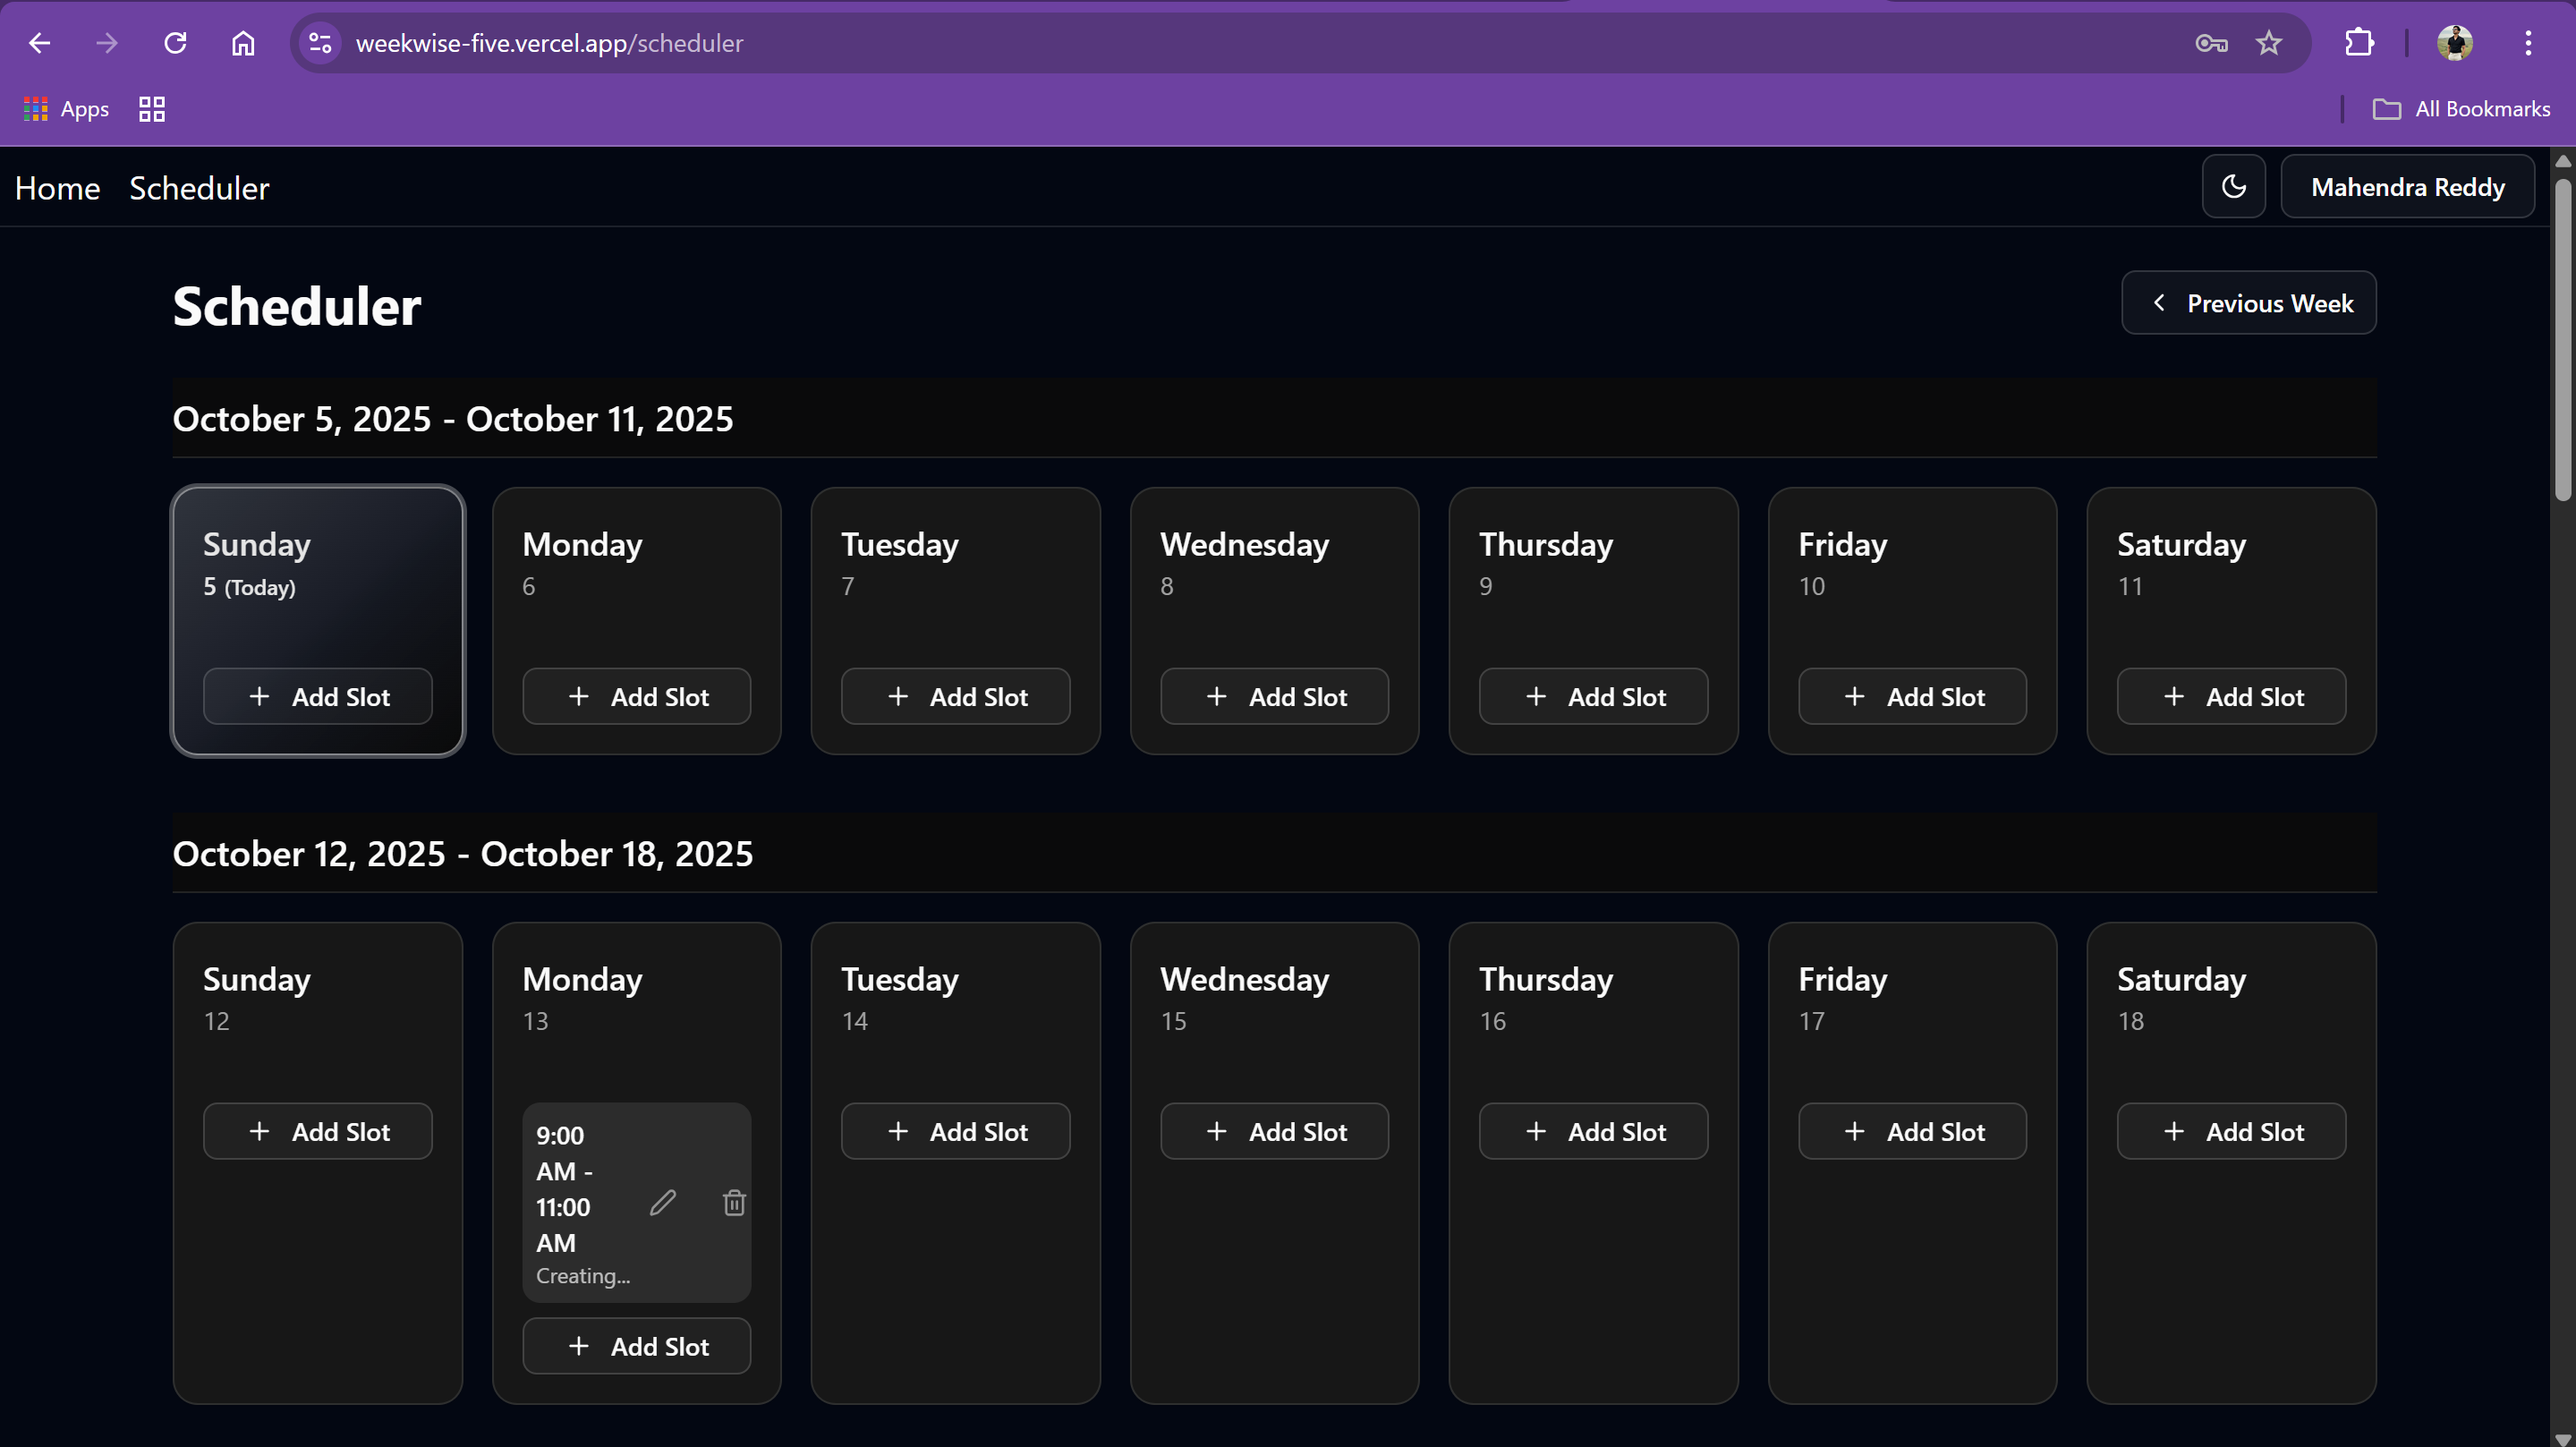 weekwise-five.vercel.app/scheduler
Apps
All Bookmarks
Home Scheduler
Mahendra Reddy
Scheduler
Previous Week
October 5, 2025 - October 11, 2025
Sunday Monday Tuesday Wednesday Thursday Friday Saturday
5 (Today) 6 7 8 9 10 11
+ Add Slot + Add Slot + Add Slot + Add Slot + Add Slot + Add Slot + Add Slot
October 12, 2025 - October 18, 2025
Sunday Monday Tuesday Wednesday Thursday Friday Saturday
12 13 14 15 16 17 18
+ Add Slot + Add Slot + Add Slot + Add Slot + Add Slot + Add Slot
9:00
AM -
11:00
AM
Creating...
+ Add Slot